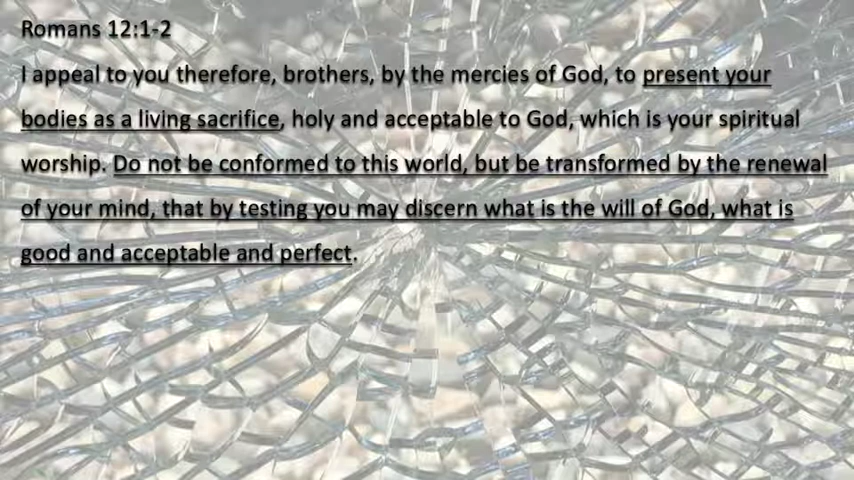 Romans 12:1-2
I appeal to you therefore, brothers, by the mercies of God, to present your
bodies as a living sacrifice, holy and acceptable to God, which is your spiritual
worship. Do not be conformed to this world, but be transformed by the renewal
of your mind, that by testing you may discern what is the will of God, what is
good and acceptable and perfect.